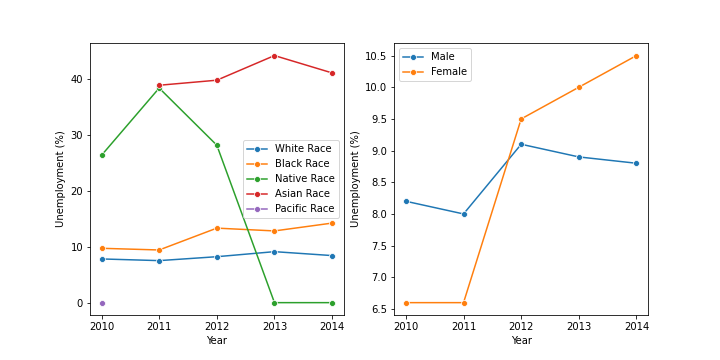 Unemployment (%)
40
30
20
10
0
2010 2011 2012 2013 2014
Year
White Race
Black Race
Native Race
Asian Race
Pacific Race
Unemployment (%)
10.5
10.0
9.5
9.0
8.5
8.0
7.5
7.0
6.5
2010 2011 2012 2013 2014
Year
Male
Female